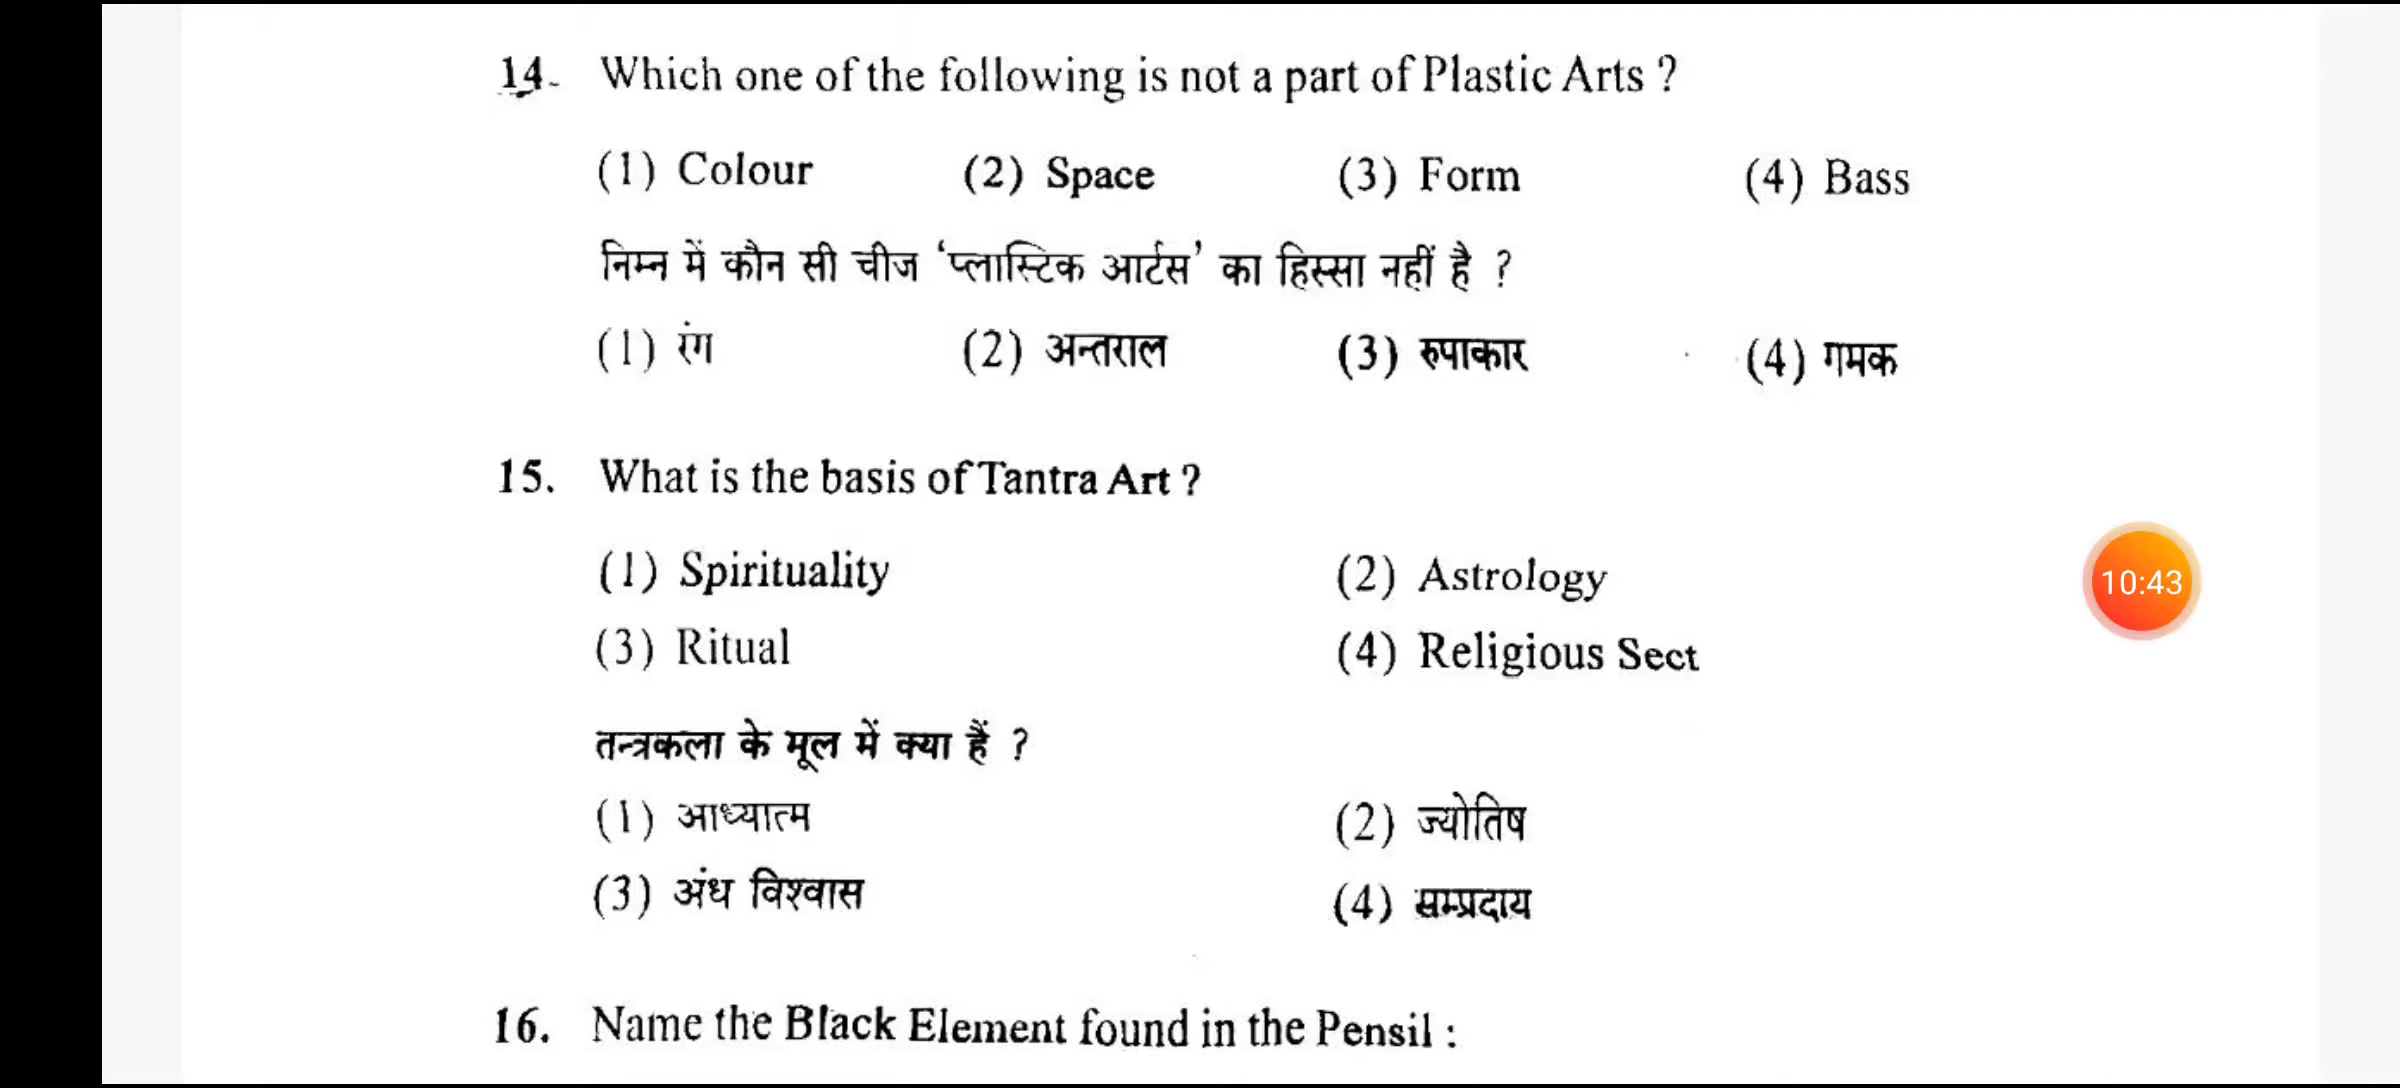 14. Which one of the following is not a part of Plastic Arts ?
(1) Colour (2) Space (3) Form (4) Bass
निम्न में कौन सी चीज ‘प्लास्टिक आर्टस’ का हिस्सा नहीं है ?
(1) रंग (2) अन्तराल (3) रुपाकार (4) गमक
15. What is the basis of Tantra Art ?
(1) Spirituality (2) Astrology
(3) Ritual (4) Religious Sect
तन्त्रकला के मूल में क्या हैं ?
(1) आध्यात्म (2) ज्योतिष
(3) अंध विश्वास (4) सम्प्रदाय
16. Name the Black Element found in the Pensil :
10:43